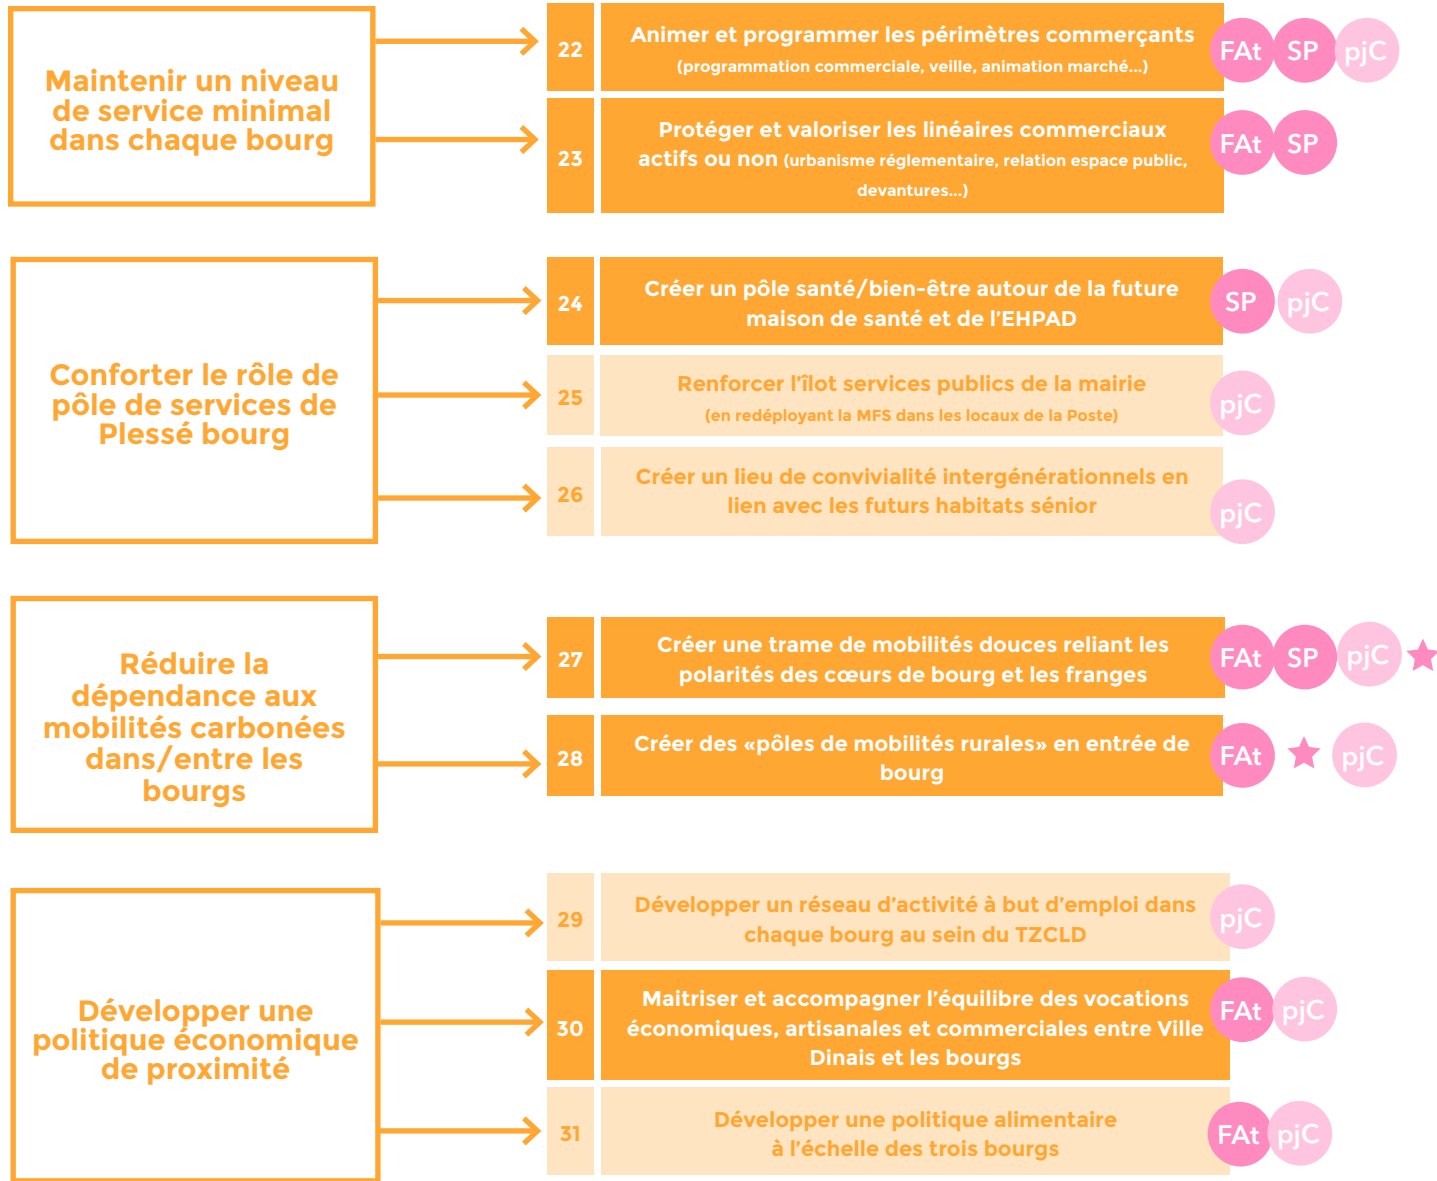 Maintenir un niveau
de service minimal
dans chaque bourg
22
Animer et programmer les périmètres commerçants
(programmation commerciale, veille, animation marché...)
FAt SP pjC
23
Protéger et valoriser les linéaires commerciaux
actifs ou non (urbanisme réglementaire, relation espace public,
devantures...)
FAt SP
Conforter le rôle de
pôle de services de
Plessé bourg
24
Créer un pôle santé/bien-être autour de la future
maison de santé et de l'EHPAD
SP pjC
25
Renforcer l'îlot services publics de la mairie
(en redéployant la MFS dans les locaux de la Poste)
pjC
26
Créer un lieu de convivialité intergénérationnels en
lien avec les futurs habitats sénior
pjC
Réduire la
dépendance aux
mobilités carbonées
dans/entre les
bourgs
27
Créer une trame de mobilités douces reliant les
polarités des cœurs de bourg et les franges
FAt SP pjC
28
Créer des «pôles de mobilités rurales» en entrée de
bourg
FAt pjC
Développer une
politique économique
de proximité
29
Développer un réseau d'activité à but d'emploi dans
chaque bourg au sein du TZCLD
pjC
30
Maitriser et accompagner l'équilibre des vocations
économiques, artisanales et commerciales entre Ville
Dinais et les bourgs
FAt pjC
31
Développer une politique alimentaire
à l'échelle des trois bourgs
FAt pjC